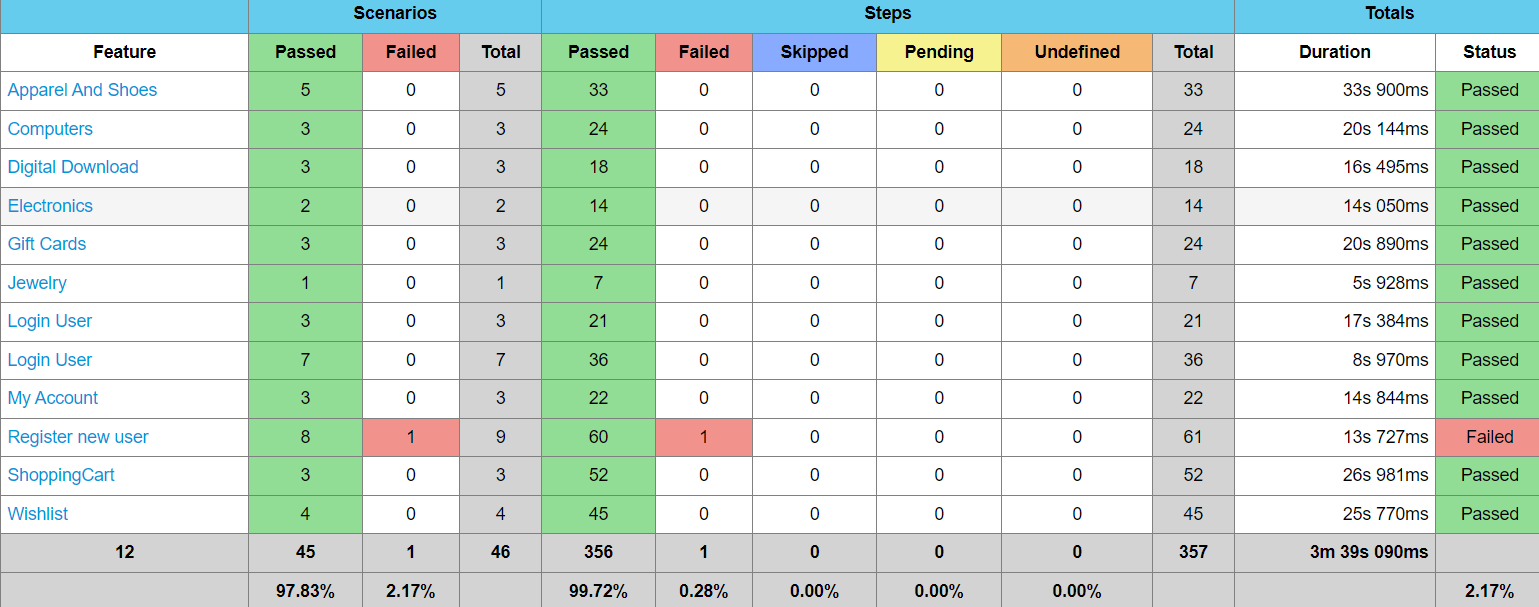 Scenarios Steps Totals
Feature Passed Failed Total Passed Failed Skipped Pending Undefined Total Duration Status
Apparel And Shoes 5 0 5 33 0 0 0 0 33 33s 900ms Passed
Computers 3 0 3 24 0 0 0 0 24 20s 144ms Passed
Digital Download 3 0 3 18 0 0 0 0 18 16s 495ms Passed
Electronics 2 0 2 14 0 0 0 0 14 14s 050ms Passed
Gift Cards 3 0 3 24 0 0 0 0 24 20s 890ms Passed
Jewelry 1 0 1 7 0 0 0 0 7 5s 928ms Passed
Login User 3 0 3 21 0 0 0 0 21 17s 384ms Passed
Login User 7 0 7 36 0 0 0 0 36 8s 970ms Passed
My Account 3 0 3 22 0 0 0 0 22 14s 844ms Passed
Register new user 8 1 9 60 1 0 0 0 61 13s 727ms Failed
ShoppingCart 3 0 3 52 0 0 0 0 52 26s 981ms Passed
Wishlist 4 0 4 45 0 0 0 0 45 25s 770ms Passed
12 45 1 46 356 1 0 0 0 357 3m 39s 090ms
97.83% 2.17% 99.72% 0.28% 0.00% 0.00% 0.00% 2.17%